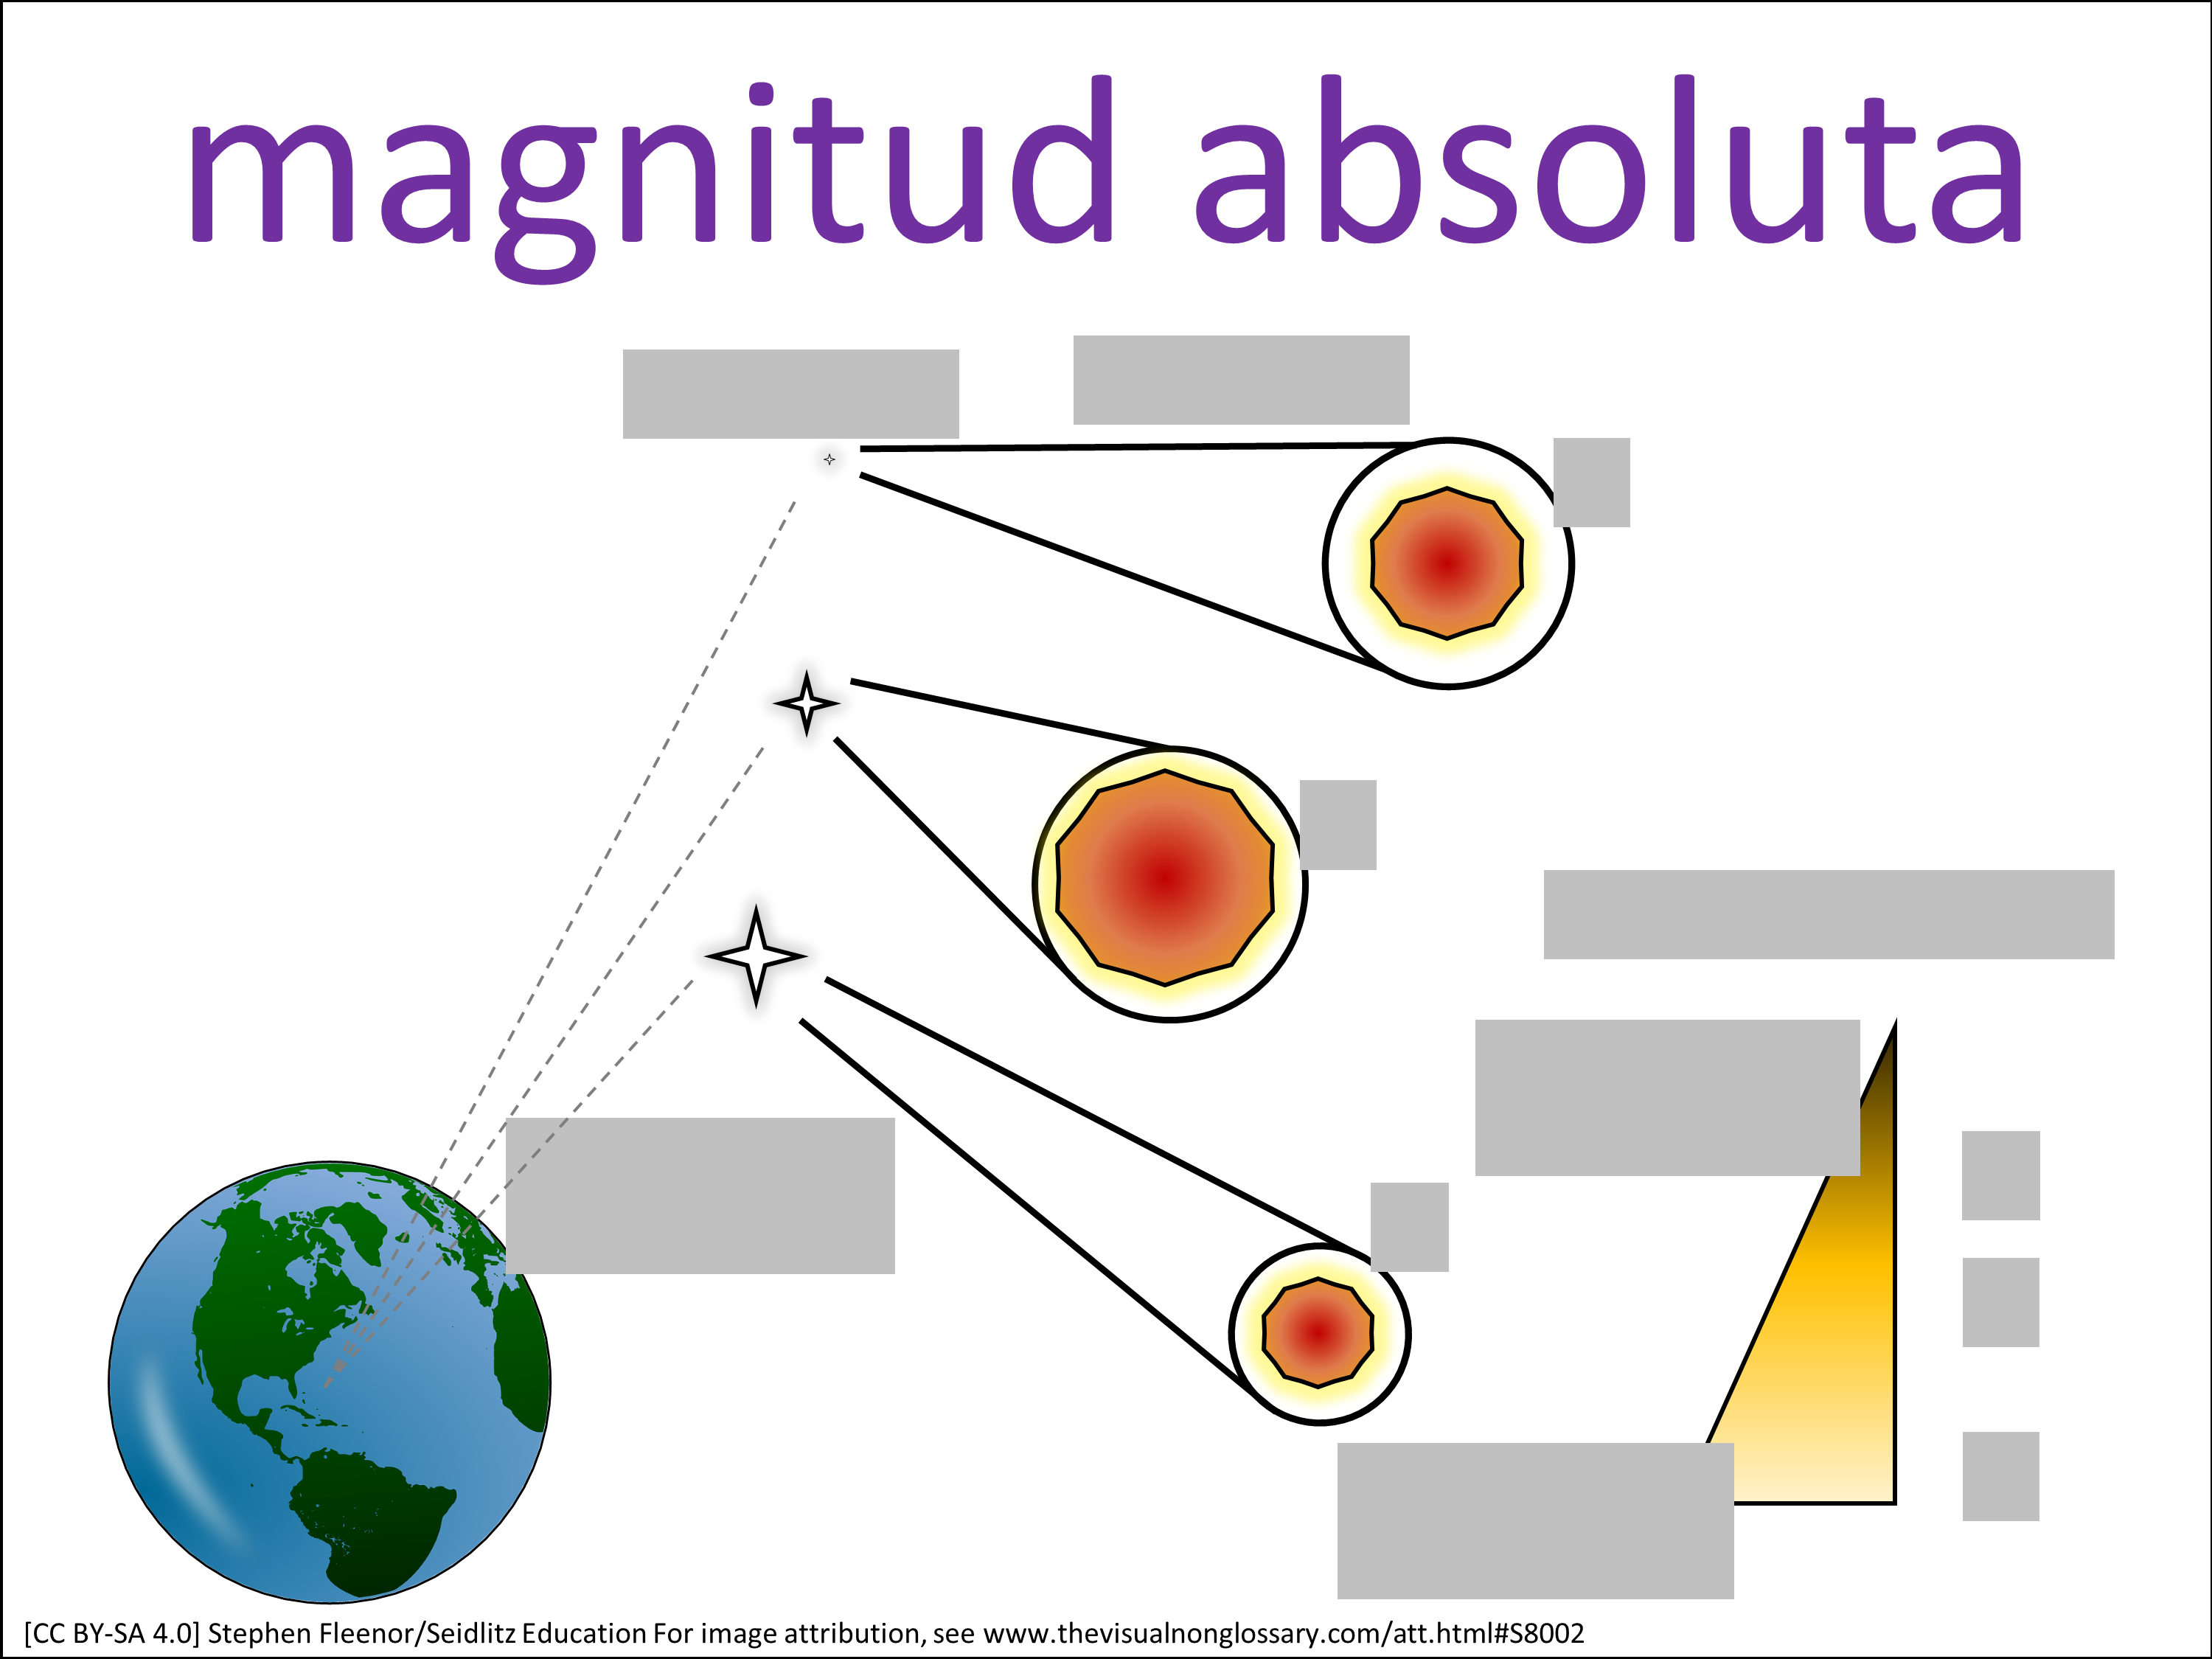 magnitud absoluta
[CC BY-SA 4.0] Stephen Fleenor/Seidlitz Education For image attribution, see www.thevisualnonglossary.com/att.html#S8002